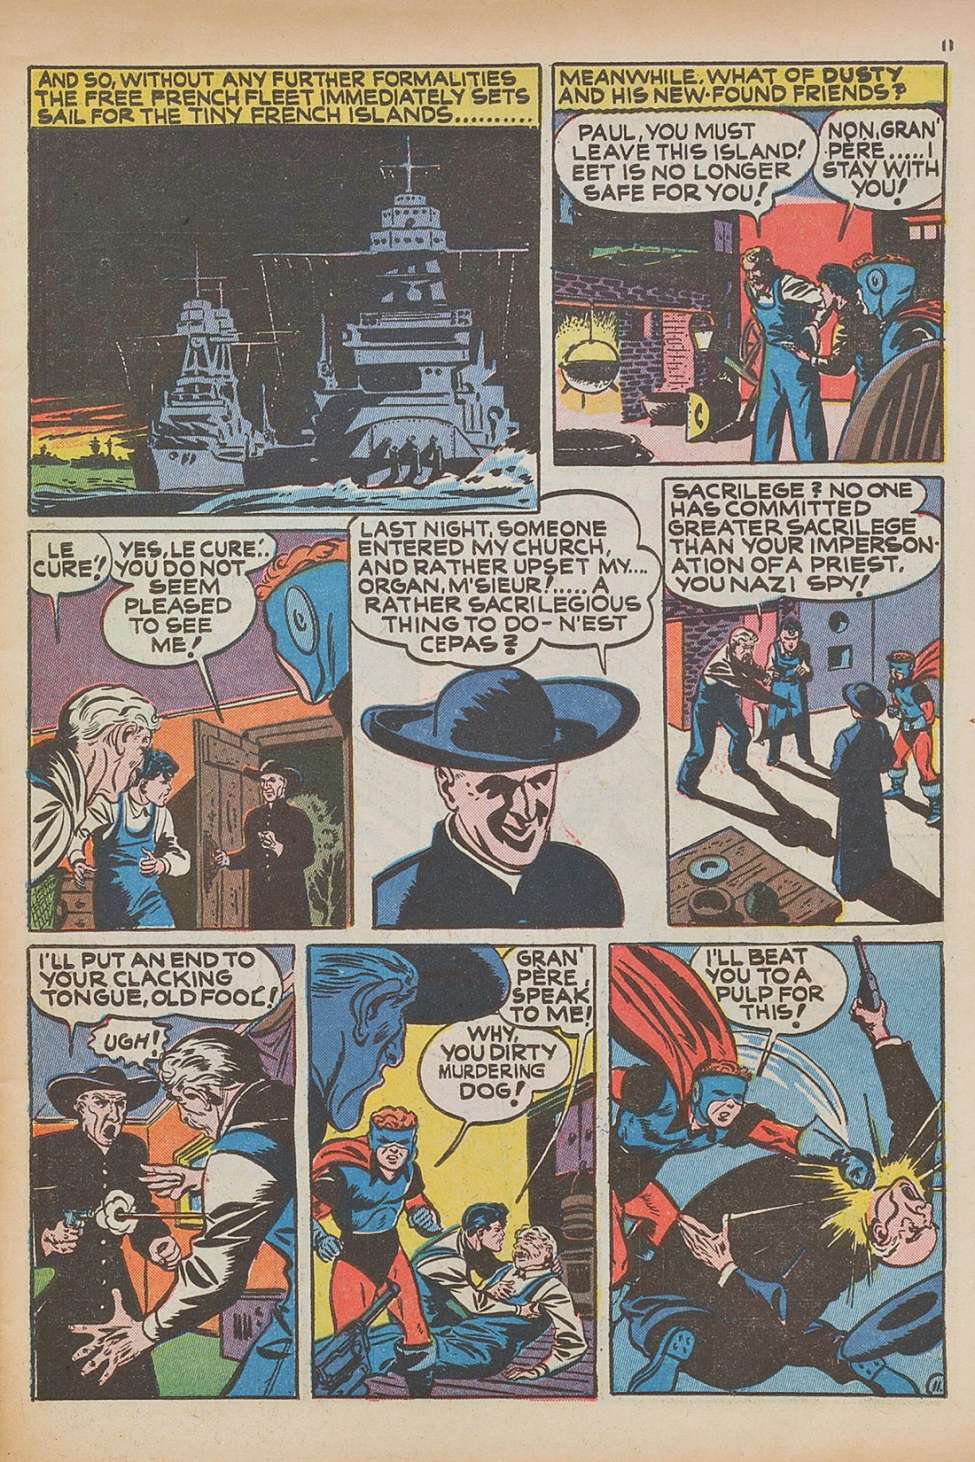 11
AND SO, WITHOUT ANY FURTHER FORMALITIES
THE FREE FRENCH FLEET IMMEDIATELY SETS
SAIL FOR THE TINY FRENCH ISLANDS..........
MEANWHILE, WHAT OF DUSTY
AND HIS NEW-FOUND FRIENDS?
PAUL, YOU MUST
LEAVE THIS ISLAND!
EET IS NO LONGER
SAFE FOR YOU!
NON, GRAN'
PÈRE.....I
STAY WITH
YOU!
LE
CURE'!
YES, LE CURE'..
YOU DO NOT
SEEM
PLEASED
TO SEE
ME!
LAST NIGHT, SOMEONE
ENTERED MY CHURCH,
AND RATHER UPSET MY....
ORGAN, M'SIEUR!.....A
RATHER SACRILEGIOUS
THING TO DO-N'EST
CEPAS?
SACRILEGE? NO ONE
HAS COMMITTED
GREATER SACRILEGE
THAN YOUR IMPERSON-
ATION OF A PRIEST.
YOU NAZI SPY!
I'LL PUT AN END TO
YOUR CLACKING
TONGUE, OLD FOOL!
UGH!
GRAN'
PÈRE,
SPEAK
TO ME!
WHY,
YOU DIRTY
MURDERING
DOG!
I'LL BEAT
YOU TO A
PULP FOR
THIS!
11.